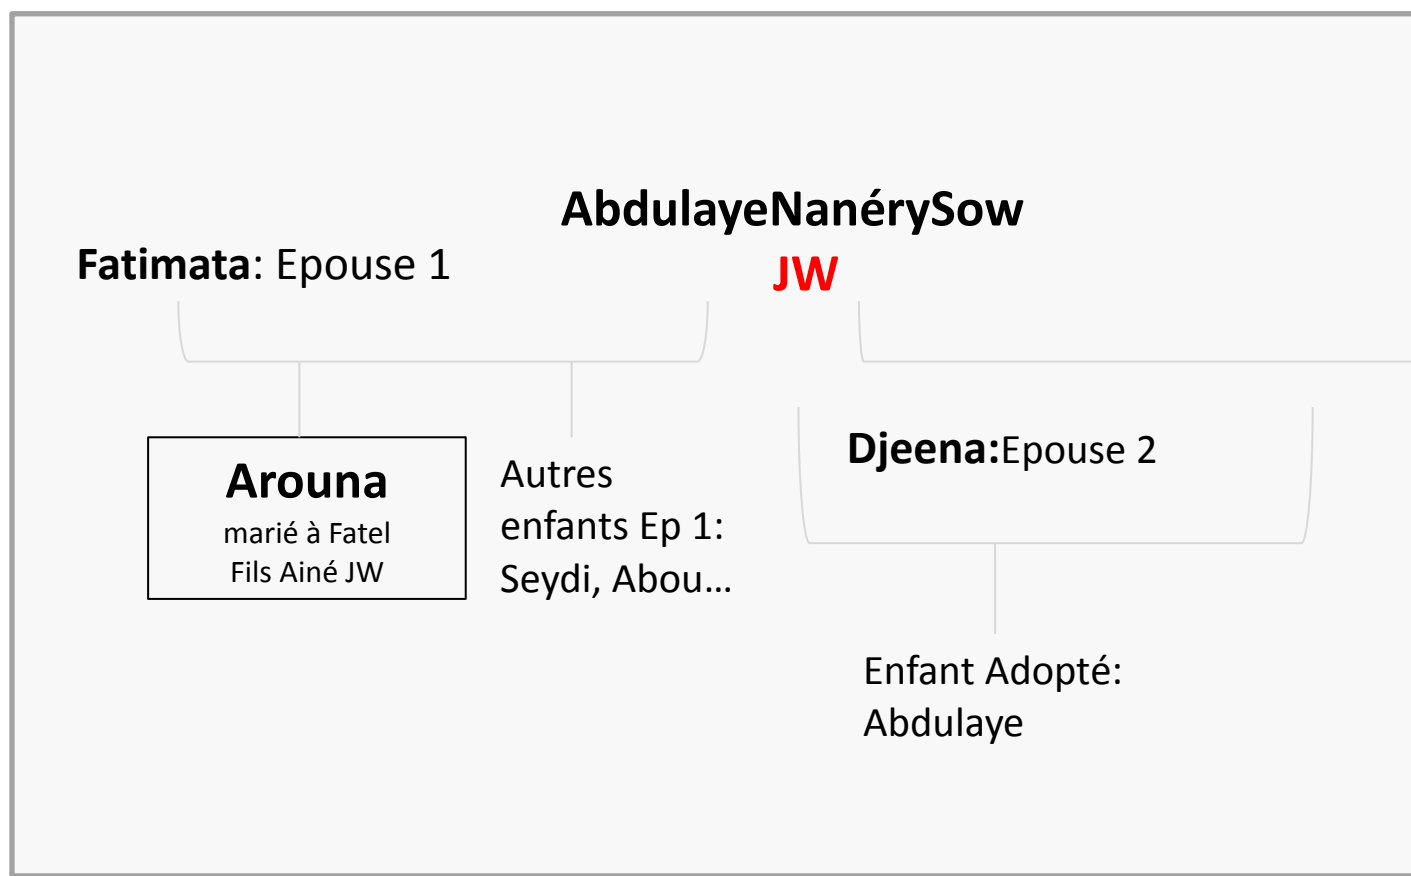 AbdulayeNanérySow
JW
Fatimata: Epouse 1
Arouna
marié à Fatel
Fils Ainé JW
Autres
enfants Ep 1:
Seydi, Abou…
Djeena:Epouse 2
Enfant Adopté:
Abdulaye